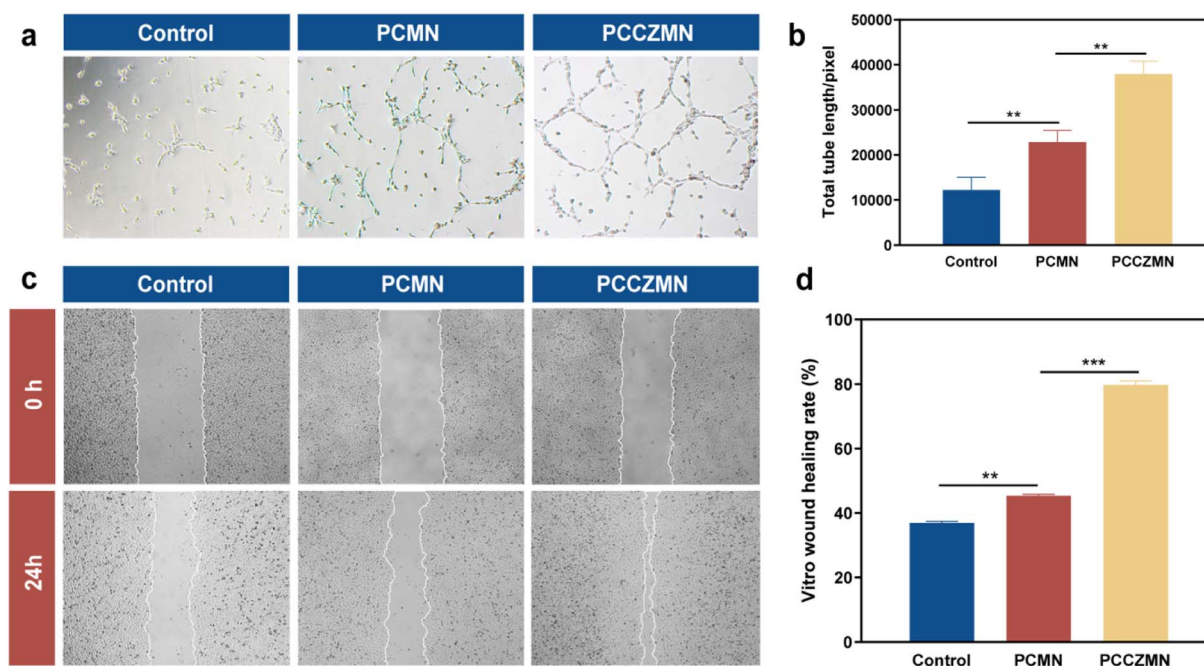 a
Control
PCMN
PCCZMN
b
Total tube length/pixel
50000
40000
30000
20000
10000
0
**
**
Control
PCMN
PCCZMN
c
Control
PCMN
PCCZMN
0 h
24h
d
Vitro wound healing rate (%)
100
80
60
40
20
0
**
***
Control
PCMN
PCCZMN